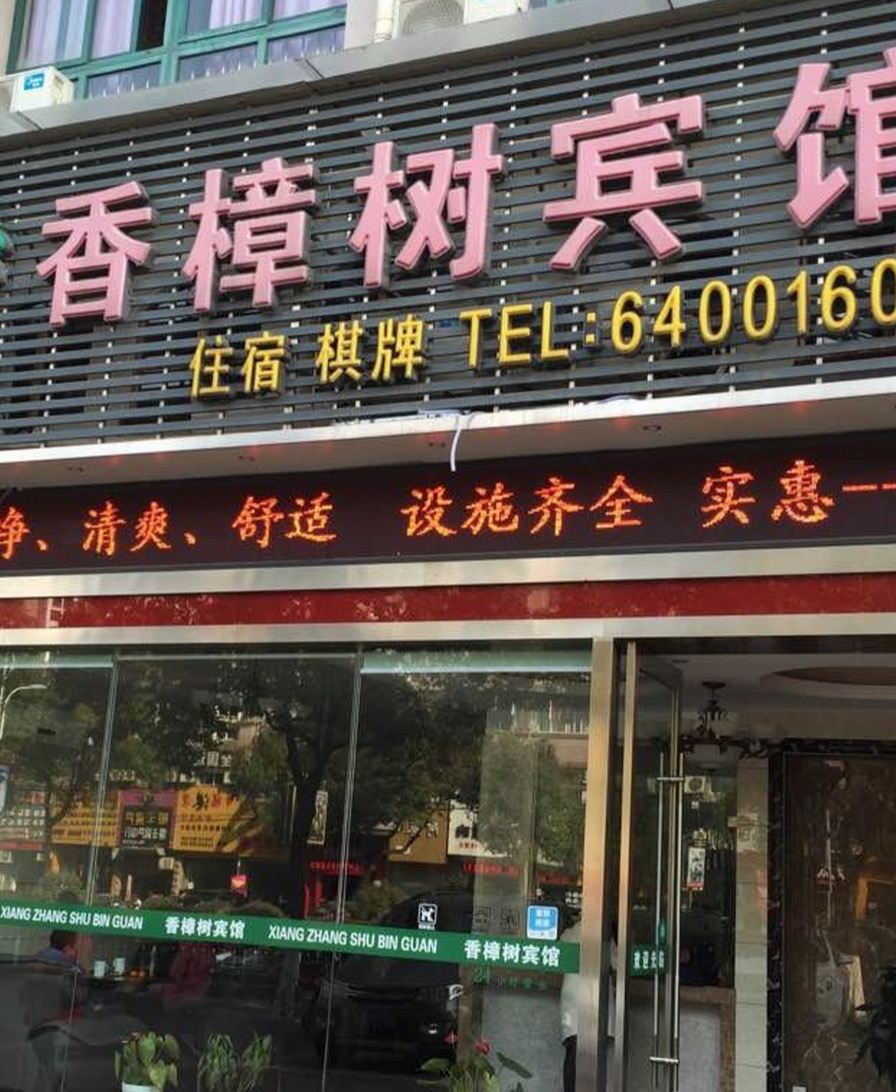 香樟树宾馆
住宿 棋牌 TEL:6400160
净、清爽、舒适 设施齐全 实惠——
XIANG ZHANG SHU BIN GUAN 香樟树宾馆 XIANG ZHANG SHU BIN GUAN 香樟树宾馆